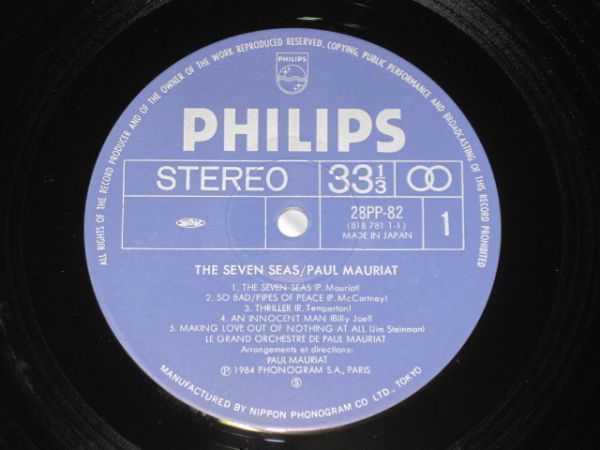 ALL RIGHTS OF THE RECORD PRODUCER AND OF THE OWNER OF THE WORK REPRODUCED RESERVED. COPYING, PUBLIC PERFORMANCE AND BROADCASTING OF THIS RECORD PROHIBITED
PHILIPS
PHILIPS
STEREO 33⅓
28PP-82
(818 781 1-1)
MADE IN JAPAN
1
THE SEVEN SEAS/PAUL MAURIAT
1. THE SEVEN SEAS (P. Mauriat)
2. SO BAD/PIPES OF PEACE (P. McCartney)
3. THRILLER (R. Temperton)
4. AN INNOCENT MAN (Billy Joel)
5. MAKING LOVE OUT OF NOTHING AT ALL (Jim Steinman)
LE GRAND ORCHESTRE DE PAUL MAURIAT
Arrangements et directions:
PAUL MAURIAT
Ⓟ 1984 PHONOGRAM S.A., PARIS
Ⓢ
MANUFACTURED BY NIPPON PHONOGRAM CO LTD., TOKYO